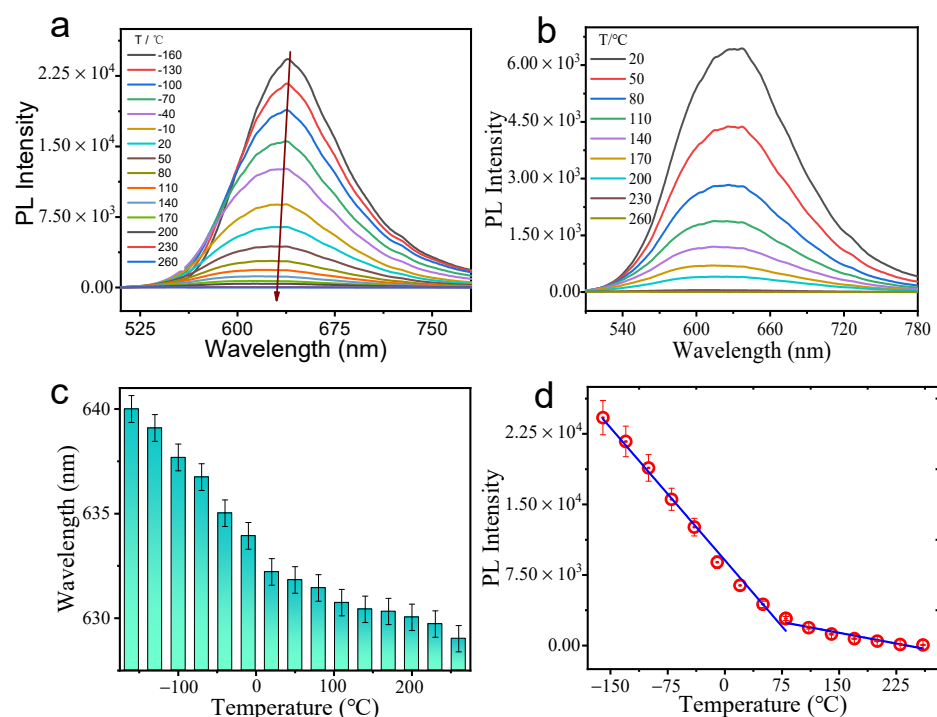 a
T / ℃
-160
-130
-100
-70
-40
-10
20
50
80
110
140
170
200
230
260
2.25 × 10⁴
1.50 × 10⁴
7.50 × 10³
0.00
PL Intensity
525 600 675 750
Wavelength (nm)
b
T/℃
20
50
80
110
140
170
200
230
260
6.00 × 10³
4.50 × 10³
3.00 × 10³
1.50 × 10³
0.00
PL Intensity
540 600 660 720 780
Wavelength (nm)
c
640
635
630
Wavelength (nm)
−100 0 100 200
Temperature (℃)
d
2.25 × 10⁴
1.50 × 10⁴
7.50 × 10³
0.00
PL Intensity
−150 −75 0 75 150 225
Temperature (℃)